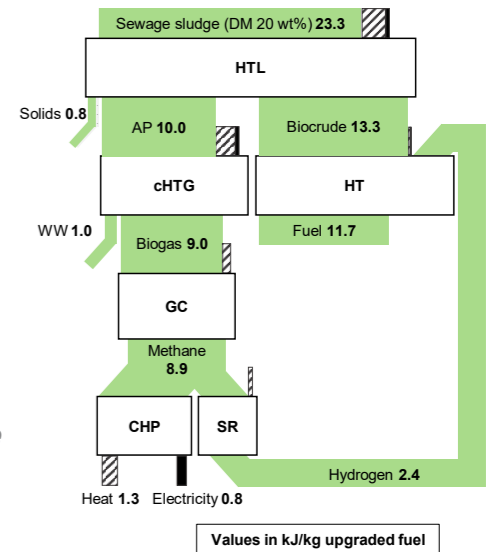 Sewage sludge (DM 20 wt%) 23.3
HTL
Solids 0.8
AP 10.0
Biocrude 13.3
cHTG
HT
WW 1.0
Biogas 9.0
Fuel 11.7
GC
Methane
8.9
CHP
SR
Hydrogen 2.4
Heat 1.3
Electricity 0.8
Values in kJ/kg upgraded fuel